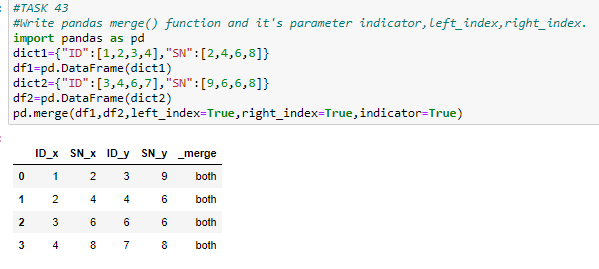 #TASK 43
#Write pandas merge() function and it's parameter indicator,left_index,right_index.
import pandas as pd
dict1={"ID":[1,2,3,4],"SN":[2,4,6,8]}
df1=pd.DataFrame(dict1)
dict2={"ID":[3,4,6,7],"SN":[9,6,6,8]}
df2=pd.DataFrame(dict2)
pd.merge(df1,df2,left_index=True,right_index=True,indicator=True)
ID_x SN_x ID_y SN_y _merge
0 1 2 3 9 both
1 2 4 4 6 both
2 3 6 6 6 both
3 4 8 7 8 both